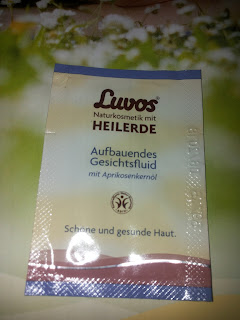 Luvos®
Naturkosmetik mit
HEILERDE
Aufbauendes
Gesichtsfluid
mit Aprikosenkernöl
Schöne und gesunde Haut.